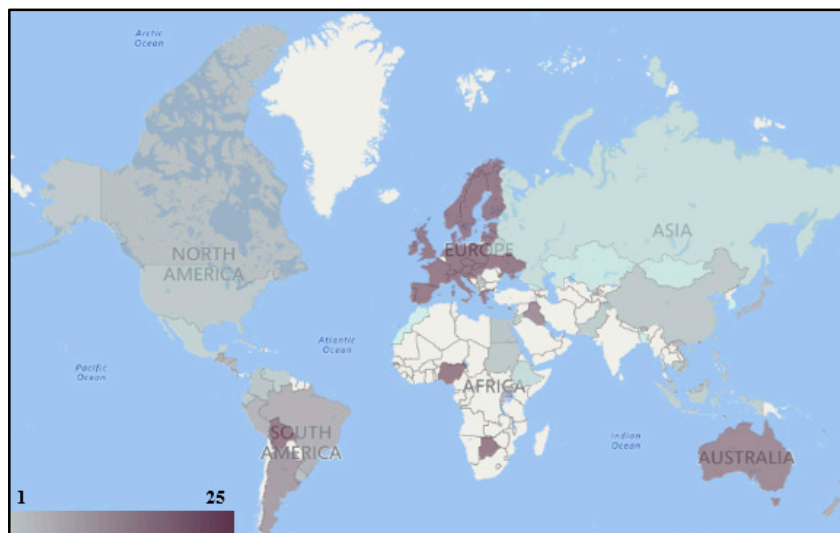 Arctic
Ocean
NORTH
AMERICA
EUROPE
ASIA
Atlantic
Ocean
Pacific
Ocean
AFRICA
Indian
Ocean
SOUTH
AMERICA
AUSTRALIA
1 25